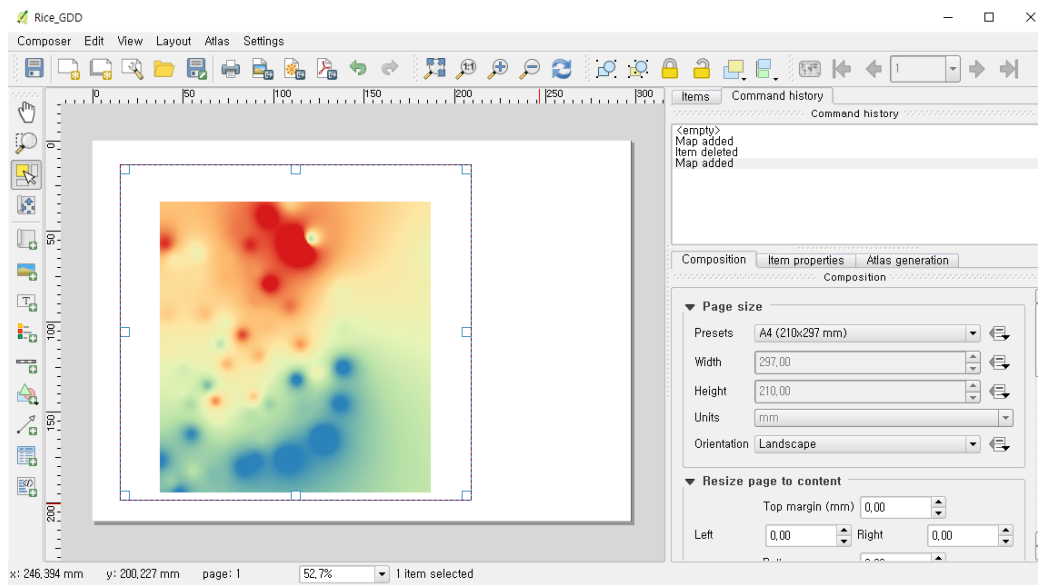 Rice_GDD
Composer Edit View Layout Atlas Settings
1:1
1
0 50 100 150 200 250 300
Items Command history
Command history
<empty>
Map added
Item deleted
Map added
0
50
100
150
200
Composition Item properties Atlas generation
Composition
Page size
Presets A4 (210x297 mm)
Width 297,00
Height 210,00
Units mm
Orientation Landscape
Resize page to content
Top margin (mm) 0,00
Left 0,00 Right 0,00
0,00
x: 246,394 mm y: 200,227 mm page: 1 52,7% 1 item selected